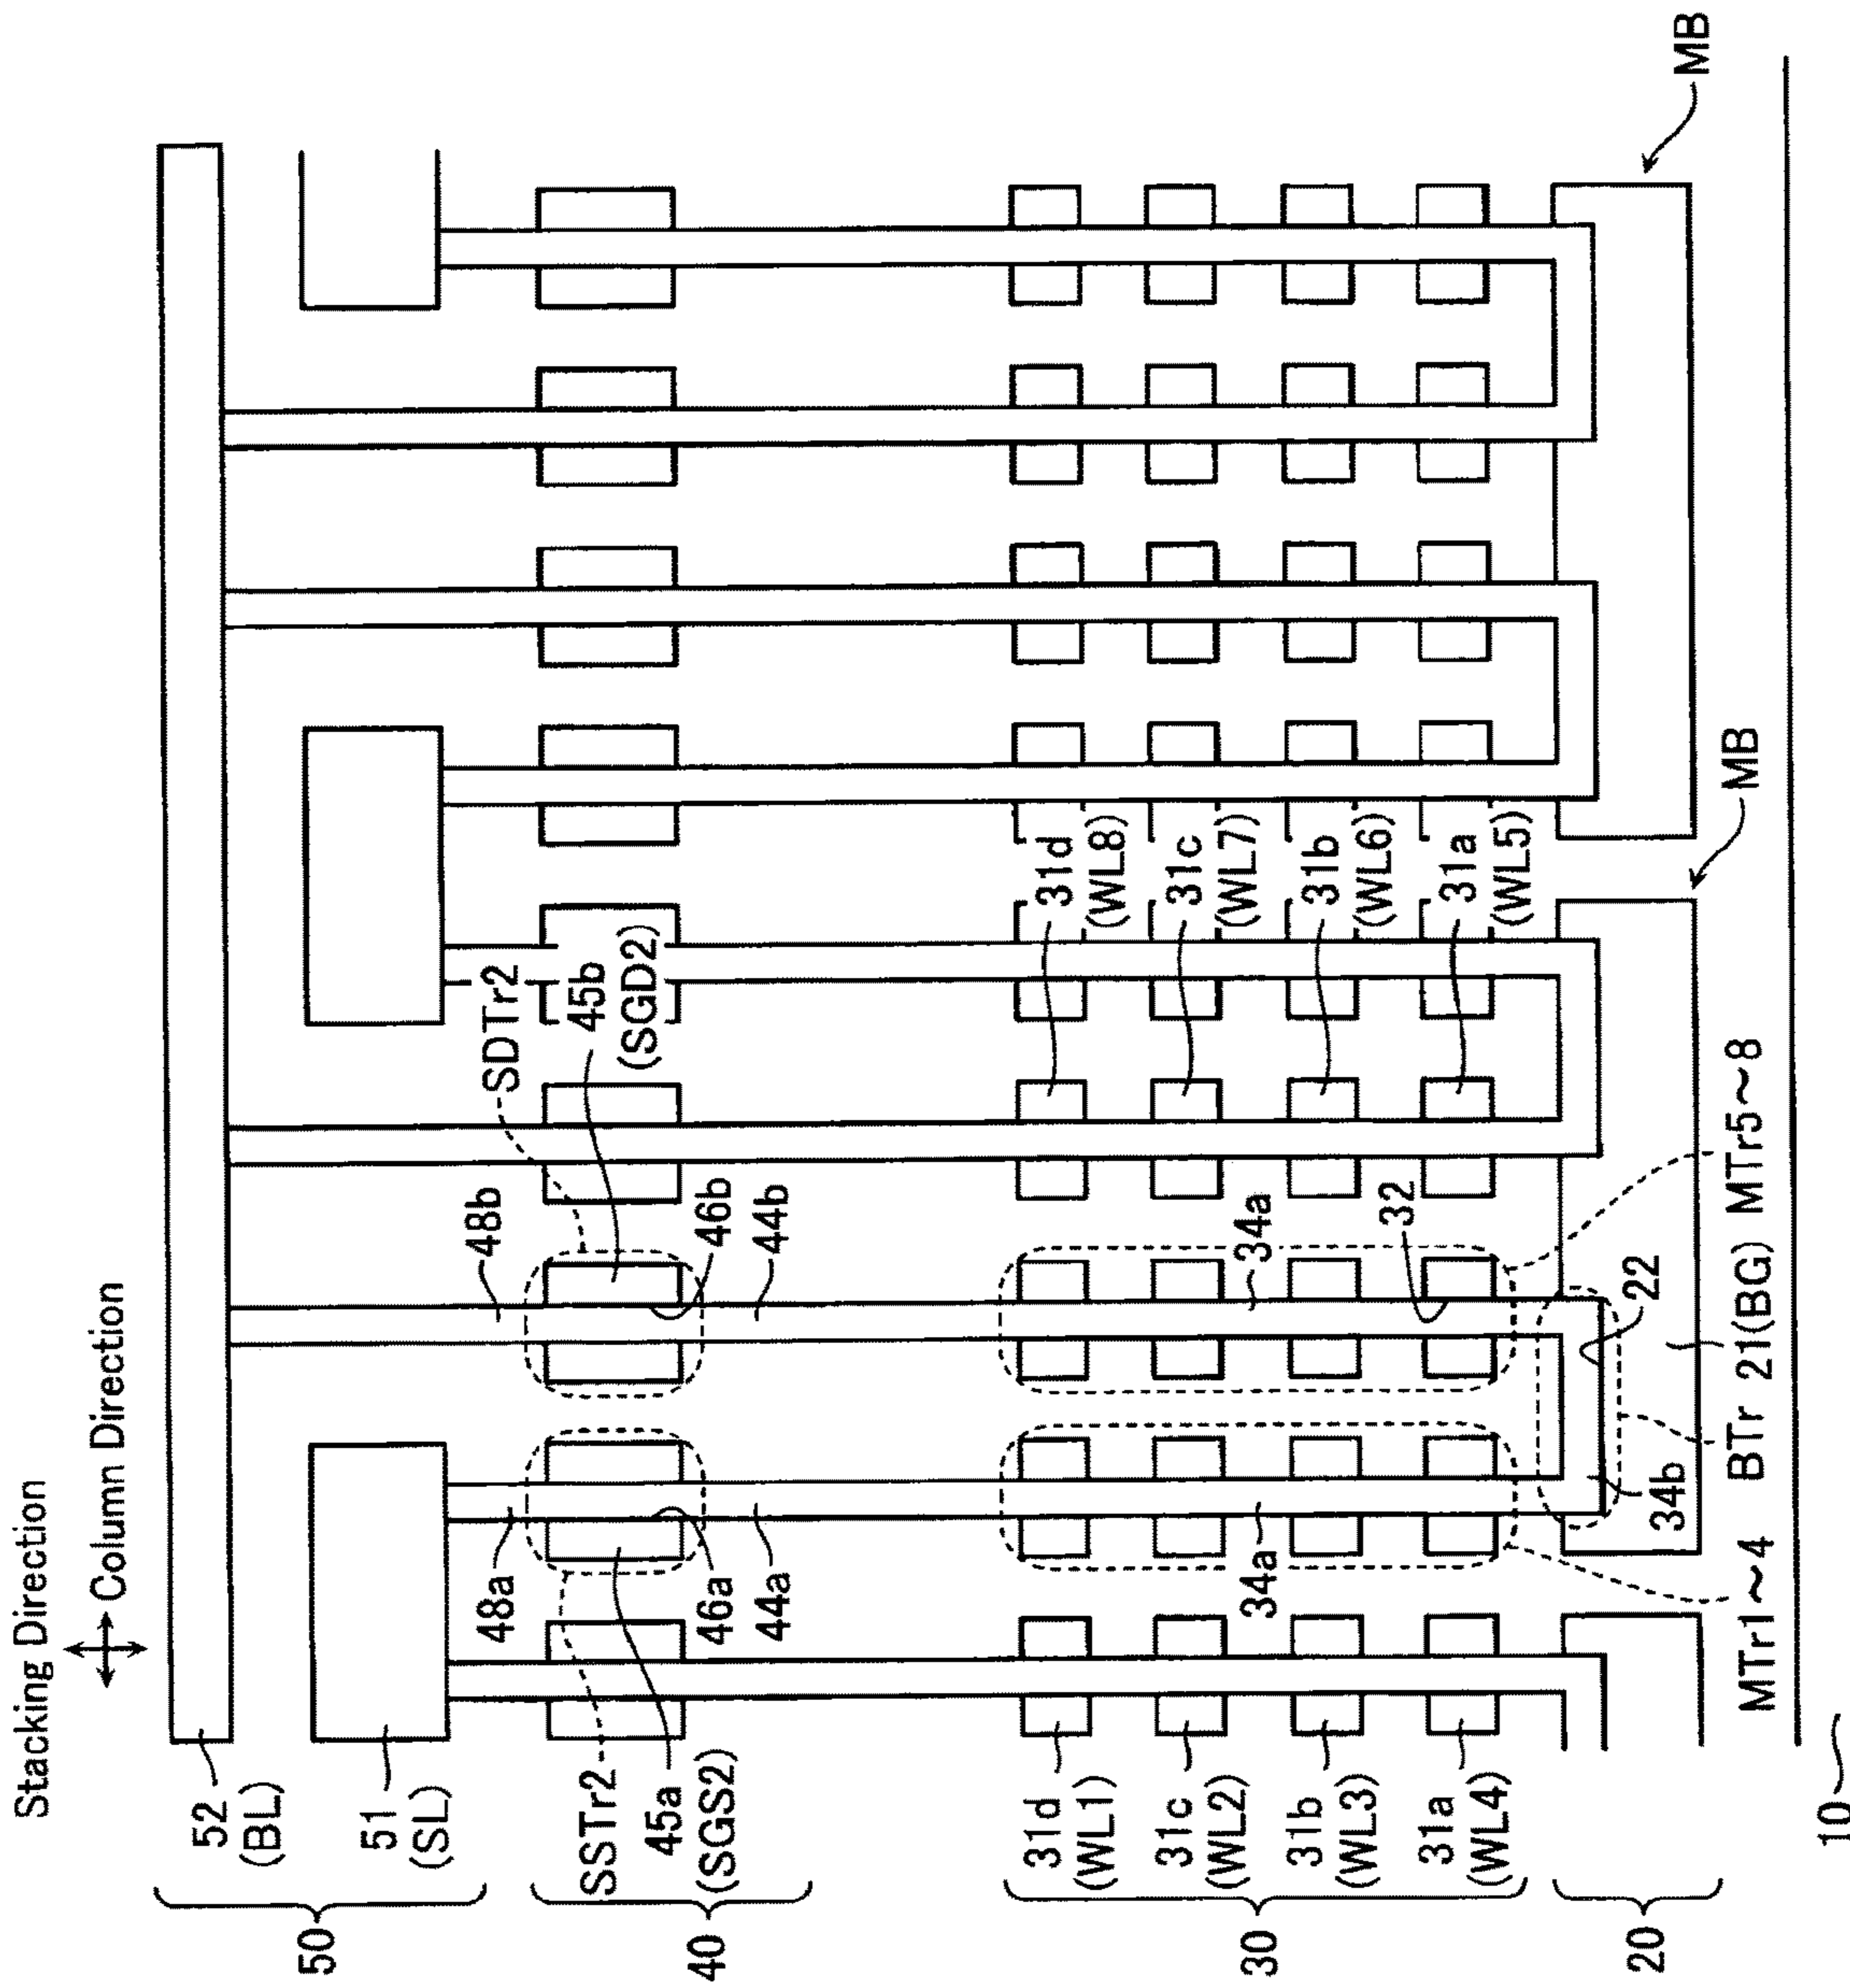 Stacking Direction
Column Direction
52
(BL)
51
(SL)
50
48a
48b
SDTr2
45b
(SGD2)
SSTr2
45a
(SGS2)
46a
46b
44a
44b
40
31d
(WL1)
31c
(WL2)
31b
(WL3)
31a
(WL4)
30
34a
34a
32
31d
(WL8)
31c
(WL7)
31b
(WL6)
31a
(WL5)
20
34b
22
MTr1~4
BTr
21(BG)
MTr5~8
MB
MB
10